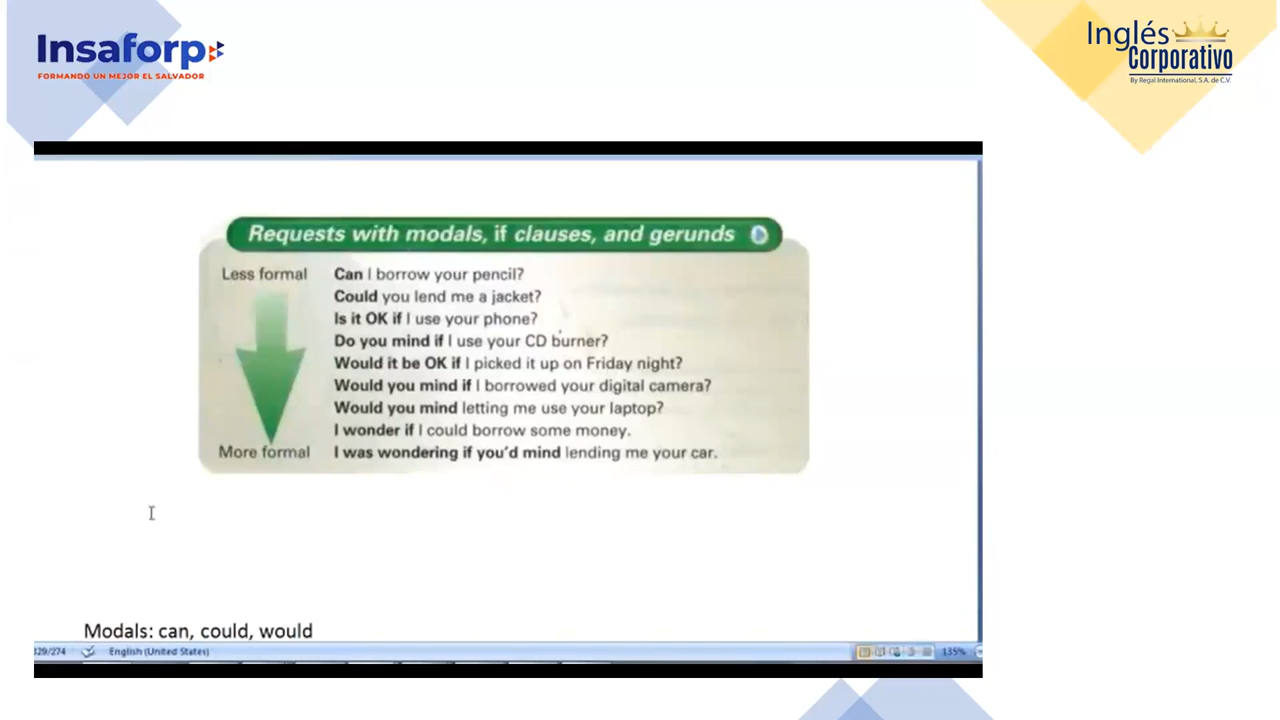 Insaforp
FORMANDO UN MEJOR EL SALVADOR
Inglés
Corporativo
By Regal International, S.A. de C.V.
Requests with modals, if clauses, and gerunds
Less formal
Can I borrow your pencil?
Could you lend me a jacket?
Is it OK if I use your phone?
Do you mind if I use your CD burner?
Would it be OK if I picked it up on Friday night?
Would you mind if I borrowed your digital camera?
Would you mind letting me use your laptop?
I wonder if I could borrow some money.
More formal
I was wondering if you'd mind lending me your car.
Modals: can, could, would
329/274
English (United States)
135%